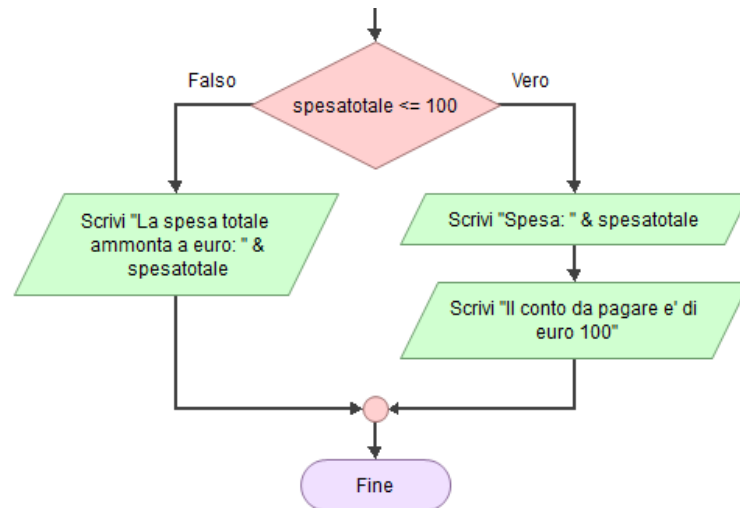 Falso
Vero
spesatotale <= 100
Scrivi "La spesa totale
ammonta a euro: " &
spesatotale
Scrivi "Spesa: " & spesatotale
Scrivi "Il conto da pagare e' di
euro 100"
Fine